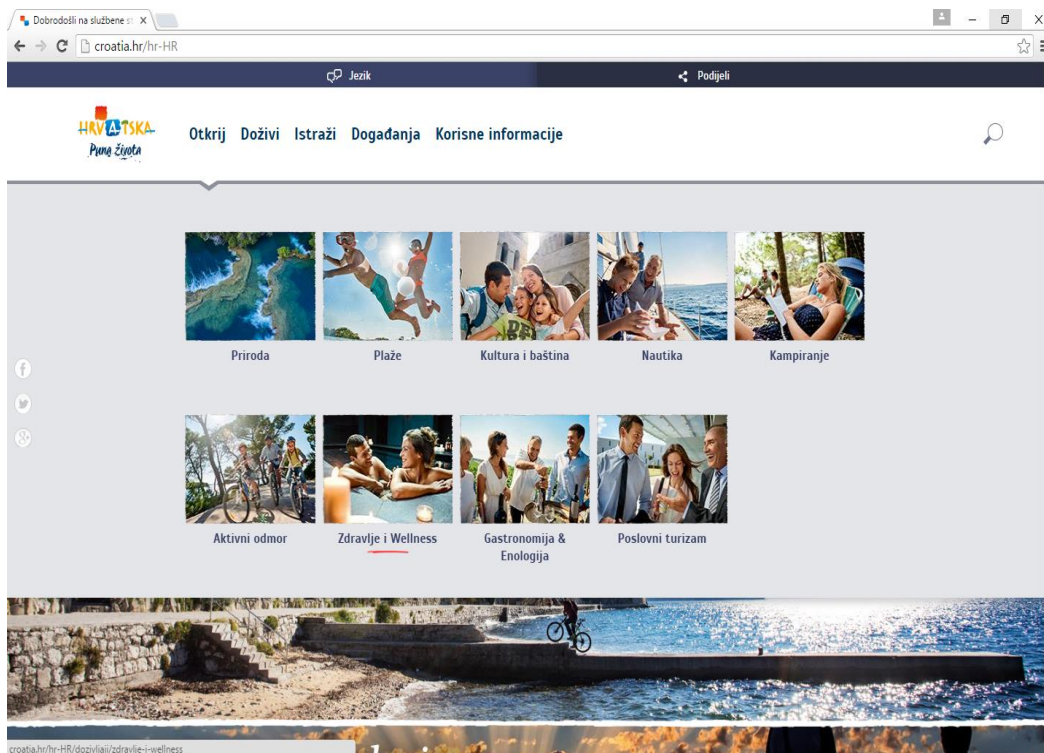 Dobrodošli na službene s
croatia.hr/hr-HR
Jezik
Podijeli
HRVATSKA
Puna života
Otkrij Doživi Istraži Događanja Korisne informacije
Priroda
Plaže
Kultura i baština
Nautika
Kampiranje
Aktivni odmor
Zdravlje i Wellness
Gastronomija &
Enologija
Poslovni turizam
croatia.hr/hr-HR/dozivljaji/zdravlje-i-wellness